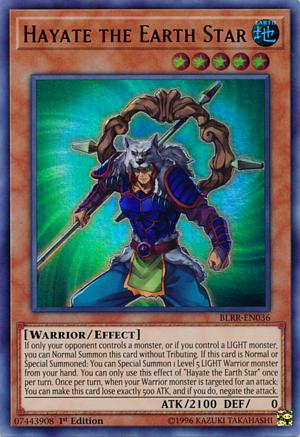 HAYATE THE EARTH STAR
EARTH
地
BLRR-EN036
[WARRIOR/EFFECT]
If only your opponent controls a monster, or if you control a LIGHT monster,
you can Normal Summon this card without Tributing. If this card is Normal or
Special Summoned: You can Special Summon 1 Level 5 LIGHT Warrior monster
from your hand. You can only use this effect of "Hayate the Earth Star" once
per turn. Once per turn, when your Warrior monster is targeted for an attack:
You can make this card lose exactly 500 ATK, and if you do, negate the attack.
ATK/2100 DEF/ 0
07443908 1st Edition ©1996 KAZUKI TAKAHASHI